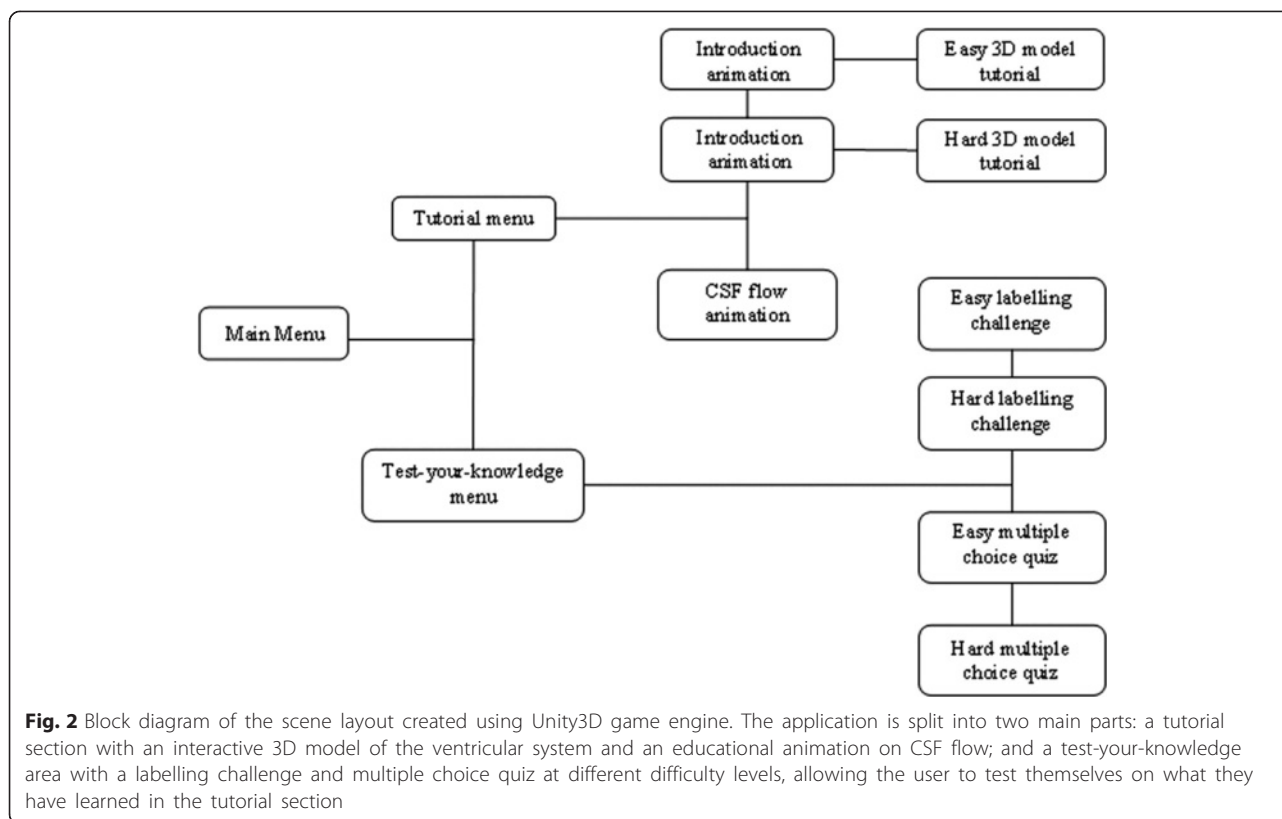 Introduction
animation
Easy 3D model
tutorial
Introduction
animation
Hard 3D model
tutorial
Tutorial menu
CSF flow
animation
Easy labelling
challenge
Main Menu
Hard labelling
challenge
Test-your-knowledge
menu
Easy multiple
choice quiz
Hard multiple
choice quiz
Fig. 2 Block diagram of the scene layout created using Unity3D game engine. The application is split into two main parts: a tutorial
section with an interactive 3D model of the ventricular system and an educational animation on CSF flow; and a test-your-knowledge
area with a labelling challenge and multiple choice quiz at different difficulty levels, allowing the user to test themselves on what they
have learned in the tutorial section